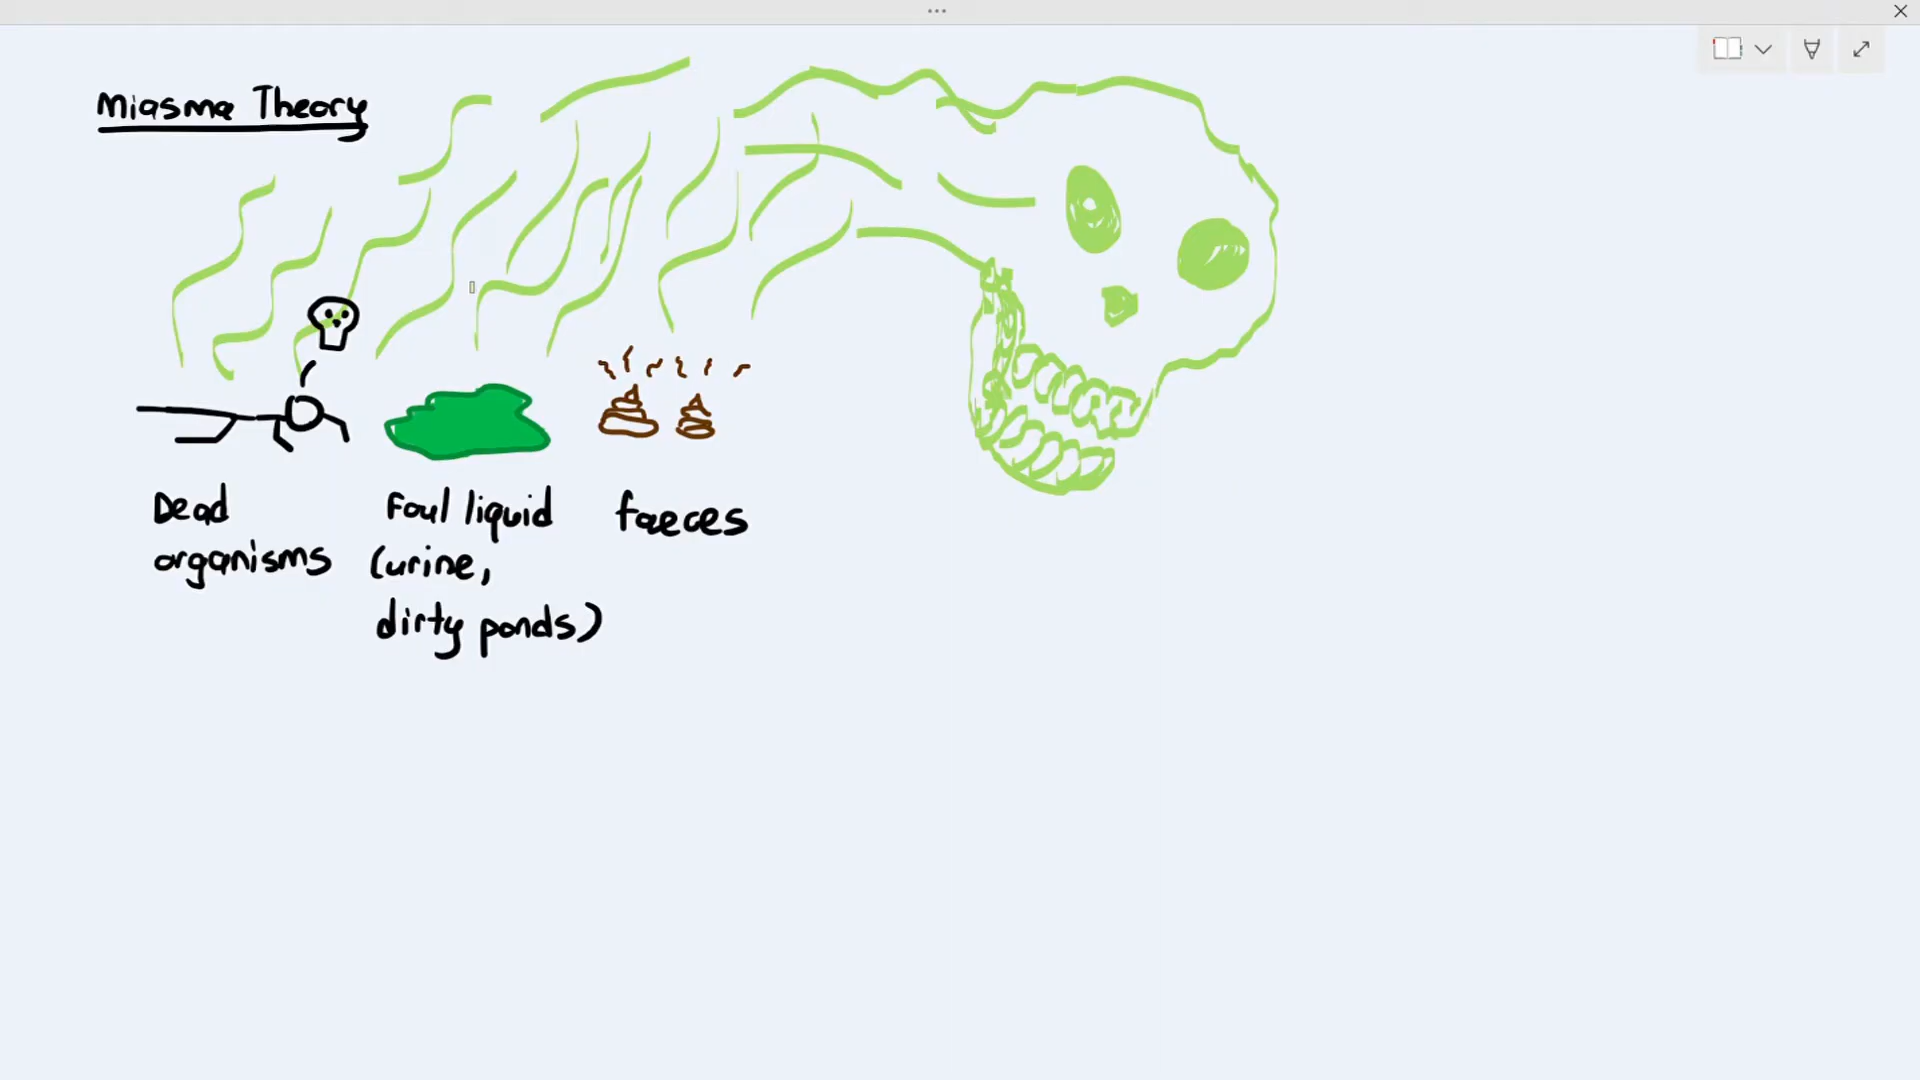 Miasma Theory
Dead
organisms
Foul liquid
(urine,
dirty ponds)
faeces